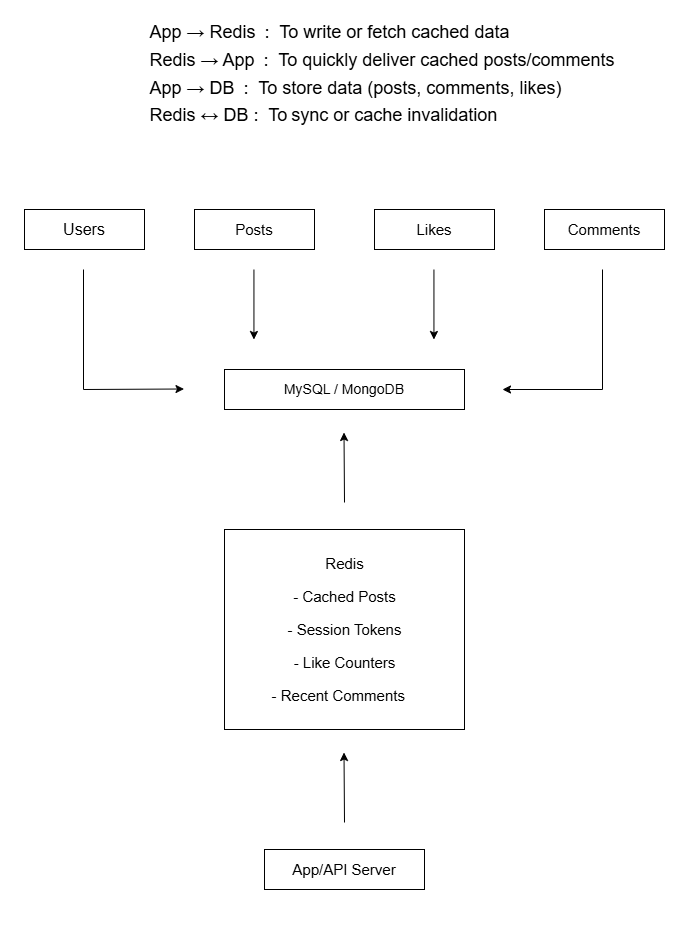 App → Redis : To write or fetch cached data
Redis → App : To quickly deliver cached posts/comments
App → DB : To store data (posts, comments, likes)
Redis ↔ DB : To sync or cache invalidation
Users
Posts
Likes
Comments
MySQL / MongoDB
Redis
- Cached Posts
- Session Tokens
- Like Counters
- Recent Comments
App/API Server